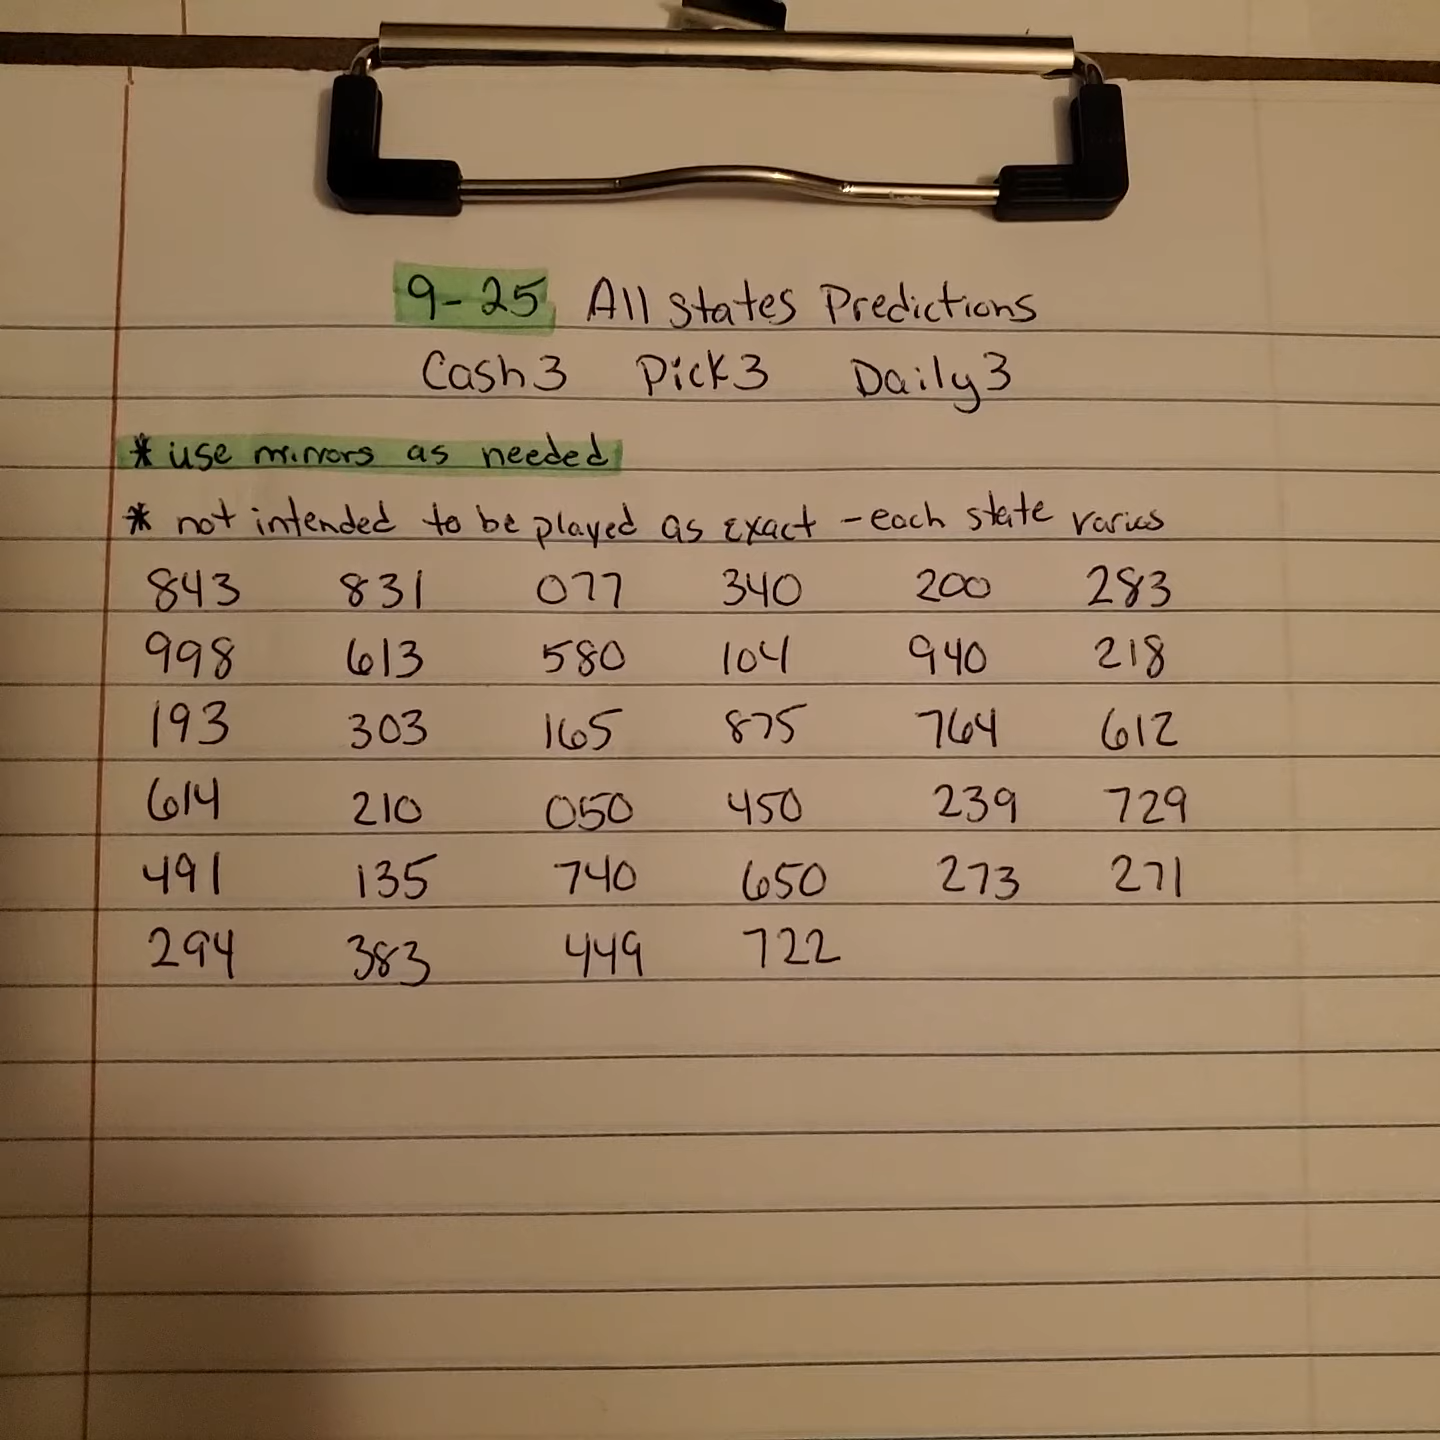 9-25 All States Predictions
Cash3 Pick3 Daily3
* use mirrors as needed
* not intended to be played as exact - each state varies
843 831 077 340 200 283
998 613 580 104 940 218
193 303 165 875 764 612
614 210 050 450 239 729
491 135 740 650 273 271
294 383 449 722